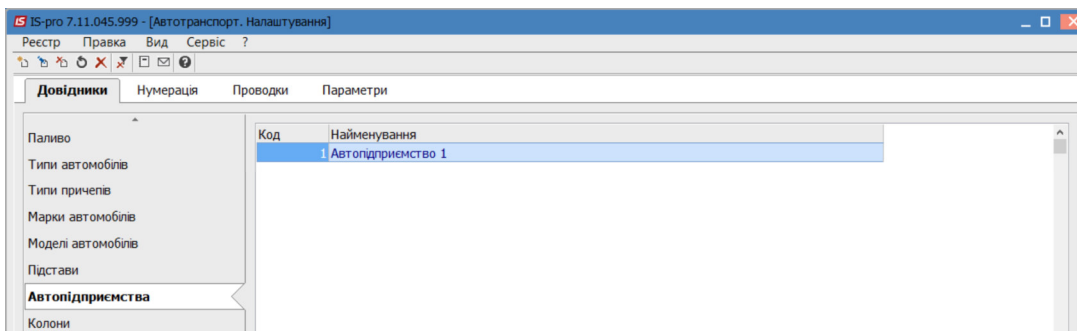 IS IS-pro 7.11.045.999 - [Автотранспорт. Налаштування]
Реєстр Правка Вид Сервіс ?
Довідники Нумерація Проводки Параметри
Паливо
Типи автомобілів
Типи причепів
Марки автомобілів
Моделі автомобілів
Підстави
Автопідприємства
Колони
Код Найменування
1 Автопідприємство 1